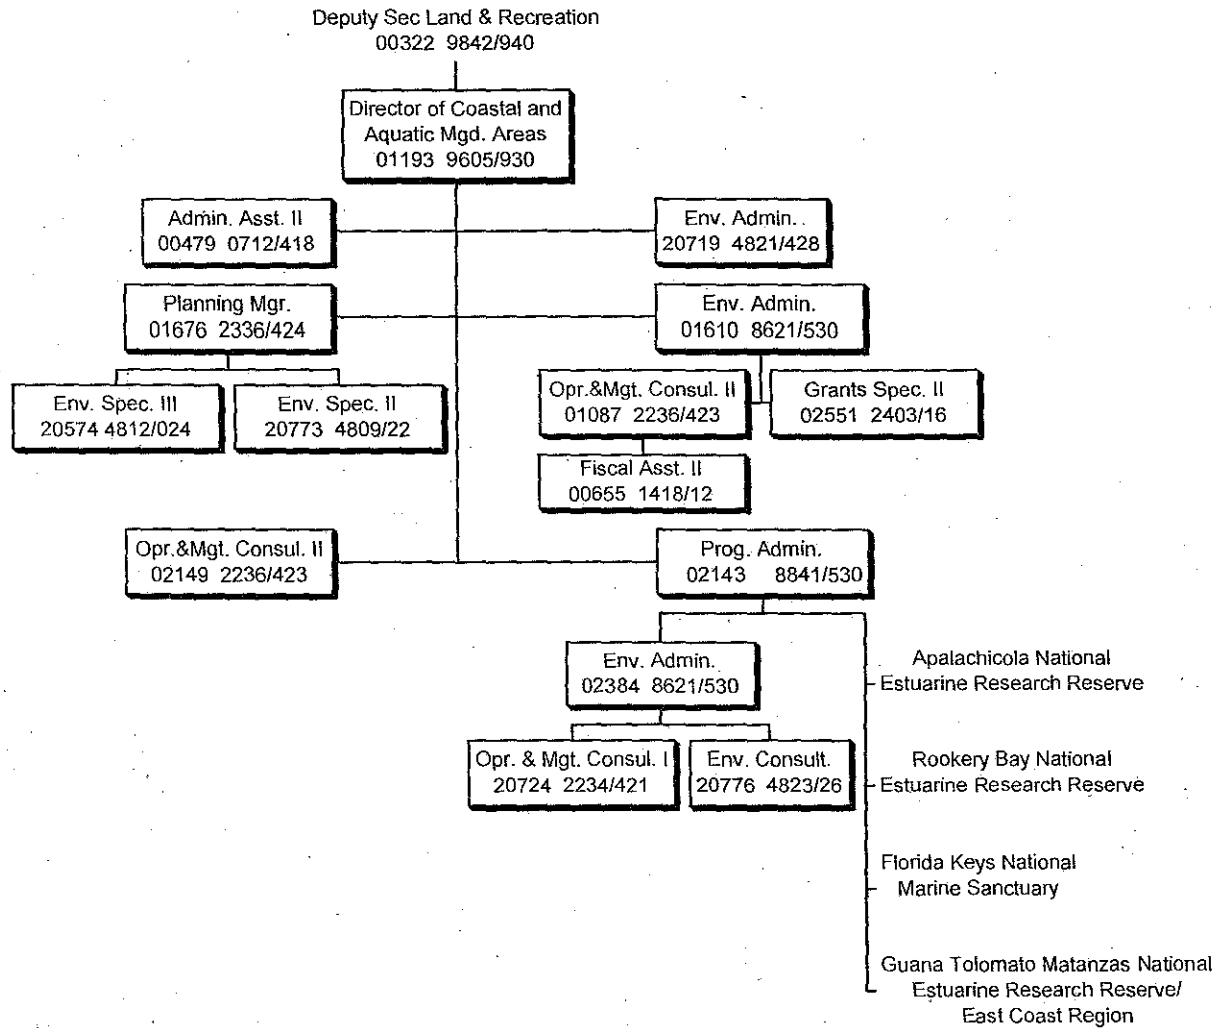 Deputy Sec Land & Recreation
00322 9842/940
Director of Coastal and
Aquatic Mgd. Areas
01193 9605/930
Admin. Asst. II
00479 0712/418
Env. Admin.
20719 4821/428
Planning Mgr.
01676 2336/424
Env. Admin.
01610 8621/530
Env. Spec. III
20574 4812/024
Env. Spec. II
20773 4809/22
Opr.&Mgt. Consul. II
01087 2236/423
Grants Spec. II
02551 2403/16
Fiscal Asst. II
00655 1418/12
Opr.&Mgt. Consul. II
02149 2236/423
Prog. Admin.
02143 8841/530
Env. Admin.
02384 8621/530
Opr. & Mgt. Consul. I
20724 2234/421
Env. Consult.
20776 4823/26
Apalachicola National
Estuarine Research Reserve
Rookery Bay National
Estuarine Research Reserve
Florida Keys National
Marine Sanctuary
Guana Tolomato Matanzas National
Estuarine Research Reserve/
East Coast Region